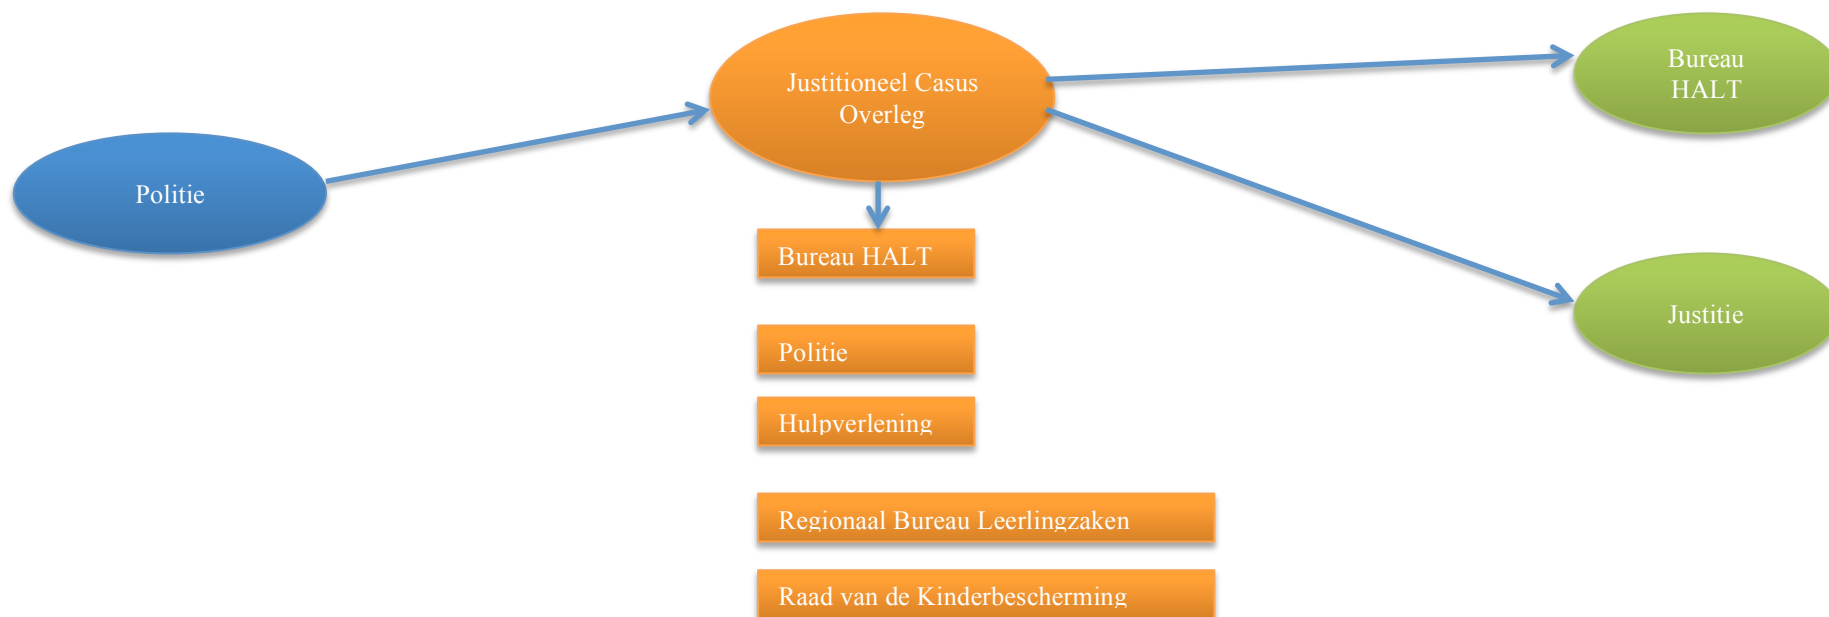 Justitioneel Casus
Overleg
Bureau
HALT
Politie
Bureau HALT
Justitie
Politie
Hulpverlening
Regionaal Bureau Leerlingzaken
Raad van de Kinderbescherming